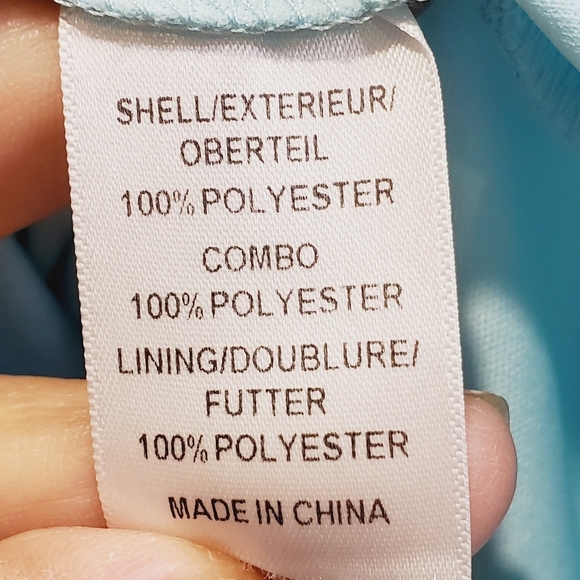 SHELL/EXTERIEUR/
OBERTEIL
100% POLYESTER
COMBO
100% POLYESTER
LINING/DOUBLURE/
FUTTER
100% POLYESTER
MADE IN CHINA